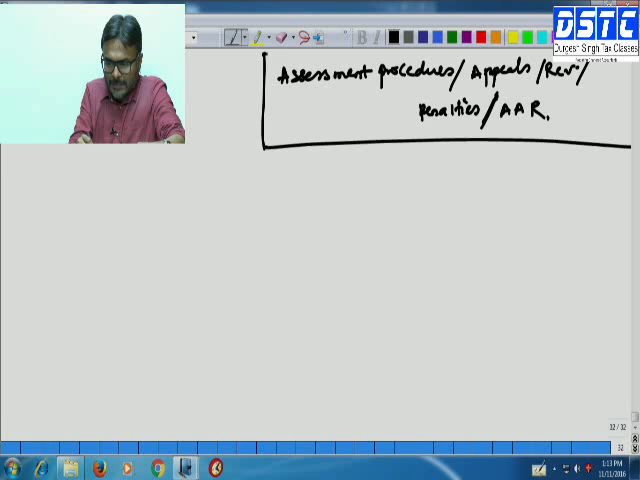 DSTC
Durgesh Singh Tax Classes
Assessment procedures/ Appeals /Rev/
Penalties/ AAR.
B I
32 / 32
32
1:13 PM
11/11/2016